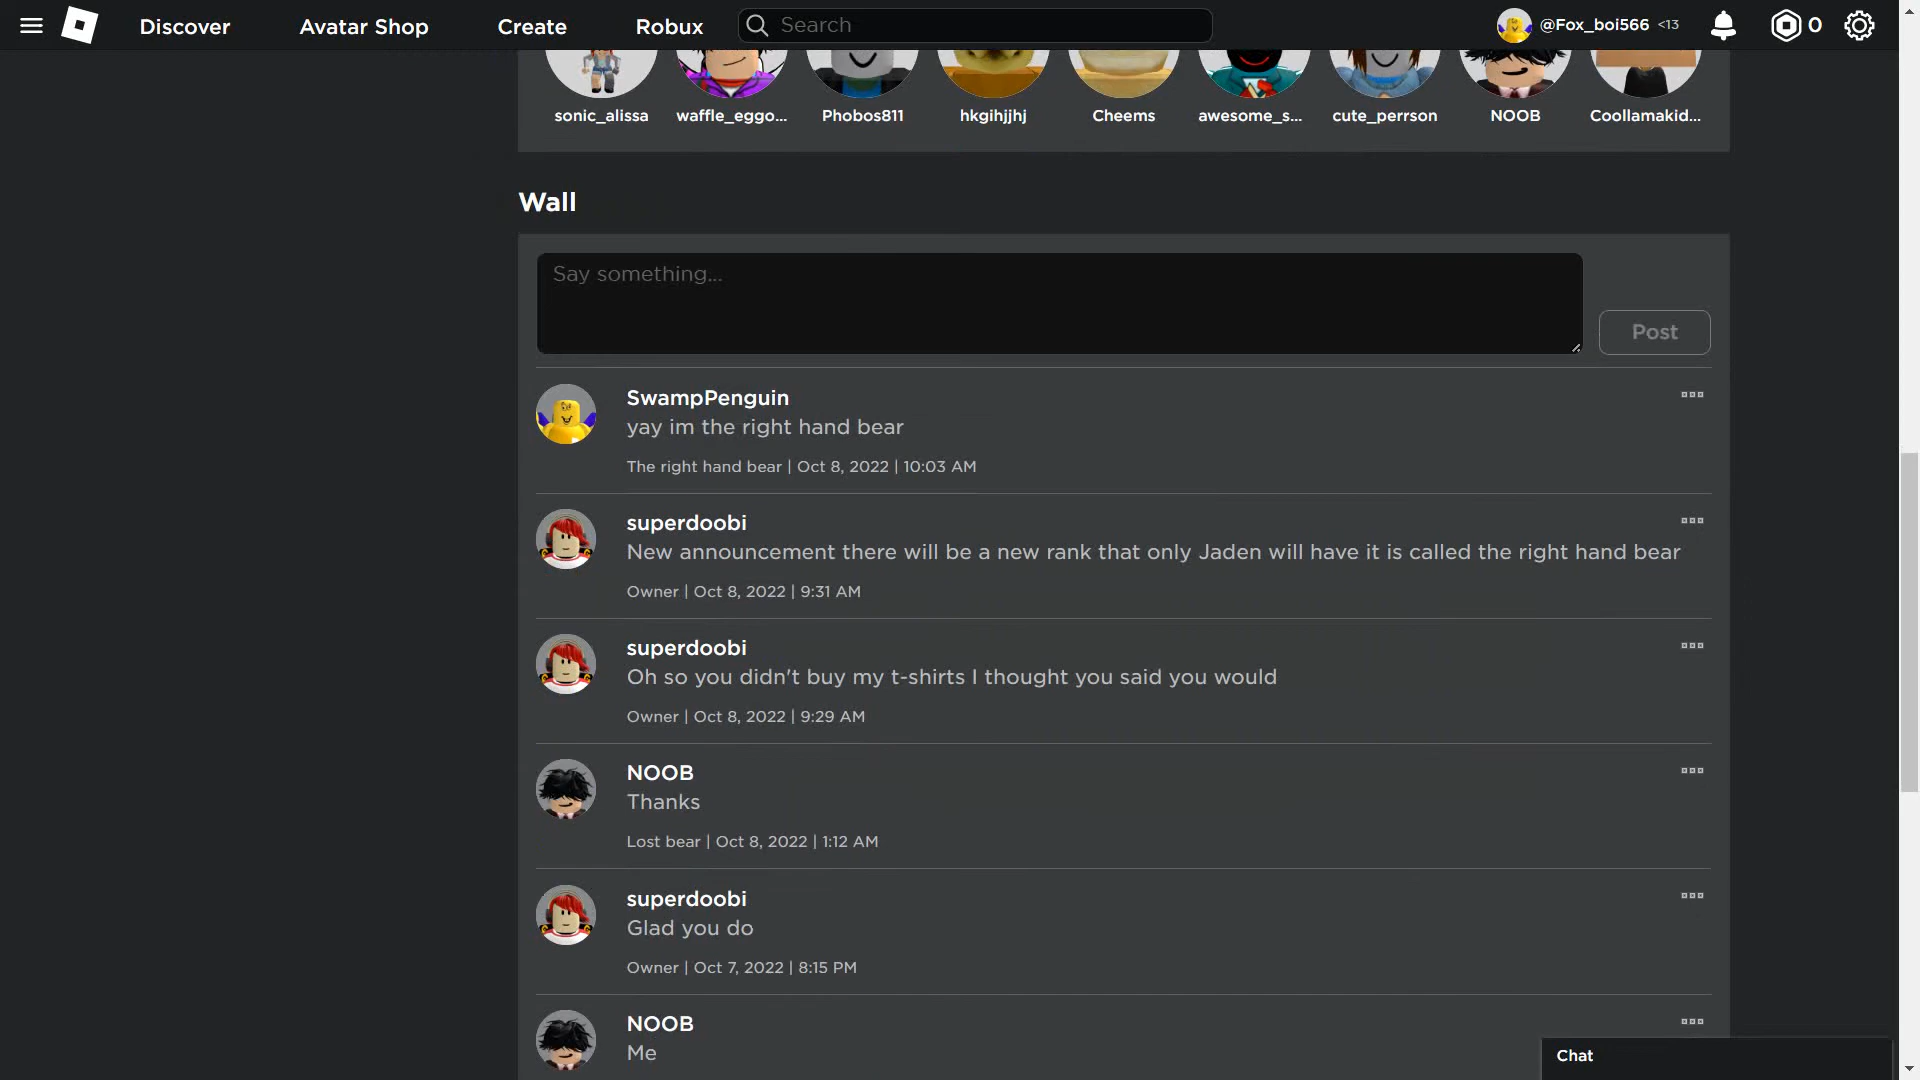 Discover Avatar Shop Create Robux Search @Fox_boi566 <13 0
sonic_alissa waffle_eggo... Phobos811 hkgihjjhj Cheems awesome_s... cute_perrson NOOB Coollamakid...
Wall
Say something...
Post
SwampPenguin
yay im the right hand bear
The right hand bear | Oct 8, 2022 | 10:03 AM
superdoobi
New announcement there will be a new rank that only Jaden will have it is called the right hand bear
Owner | Oct 8, 2022 | 9:31 AM
superdoobi
Oh so you didn't buy my t-shirts I thought you said you would
Owner | Oct 8, 2022 | 9:29 AM
NOOB
Thanks
Lost bear | Oct 8, 2022 | 1:12 AM
superdoobi
Glad you do
Owner | Oct 7, 2022 | 8:15 PM
NOOB
Me
Chat